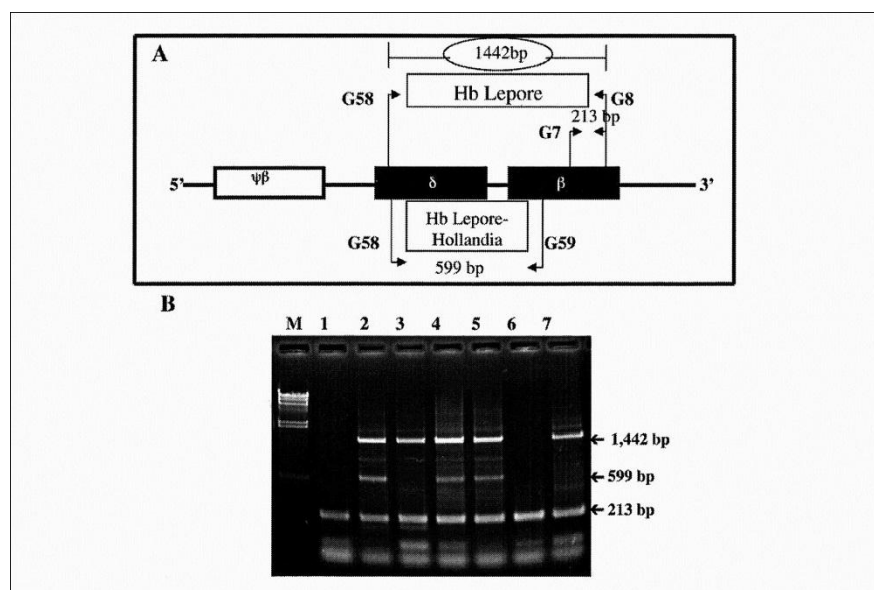 A
1442bp
G58
Hb Lepore
G8
213 bp
G7
5’
ψβ
δ
β
3’
G58
Hb Lepore-
Hollandia
G59
599 bp
B
M 1 2 3 4 5 6 7
1,442 bp
599 bp
213 bp